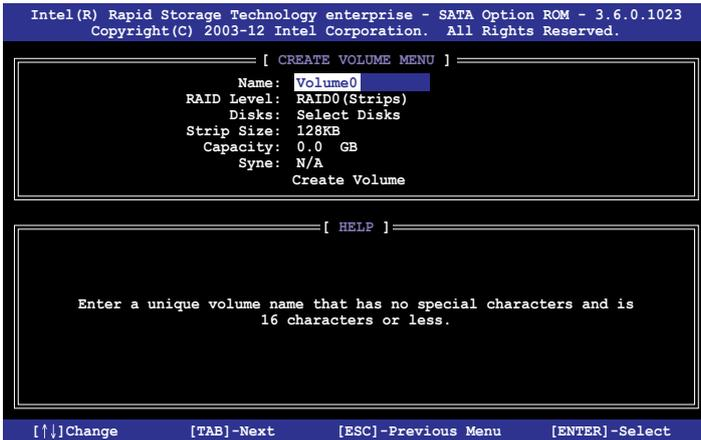 Intel(R) Rapid Storage Technology enterprise - SATA Option ROM - 3.6.0.1023
Copyright(C) 2003-12 Intel Corporation. All Rights Reserved.
[ CREATE VOLUME MENU ]
Name: Volume0
RAID Level: RAID0(Strips)
Disks: Select Disks
Strip Size: 128KB
Capacity: 0.0 GB
Syne: N/A
Create Volume
[ HELP ]
Enter a unique volume name that has no special characters and is
16 characters or less.
[↑↓]Change [TAB]-Next [ESC]-Previous Menu [ENTER]-Select